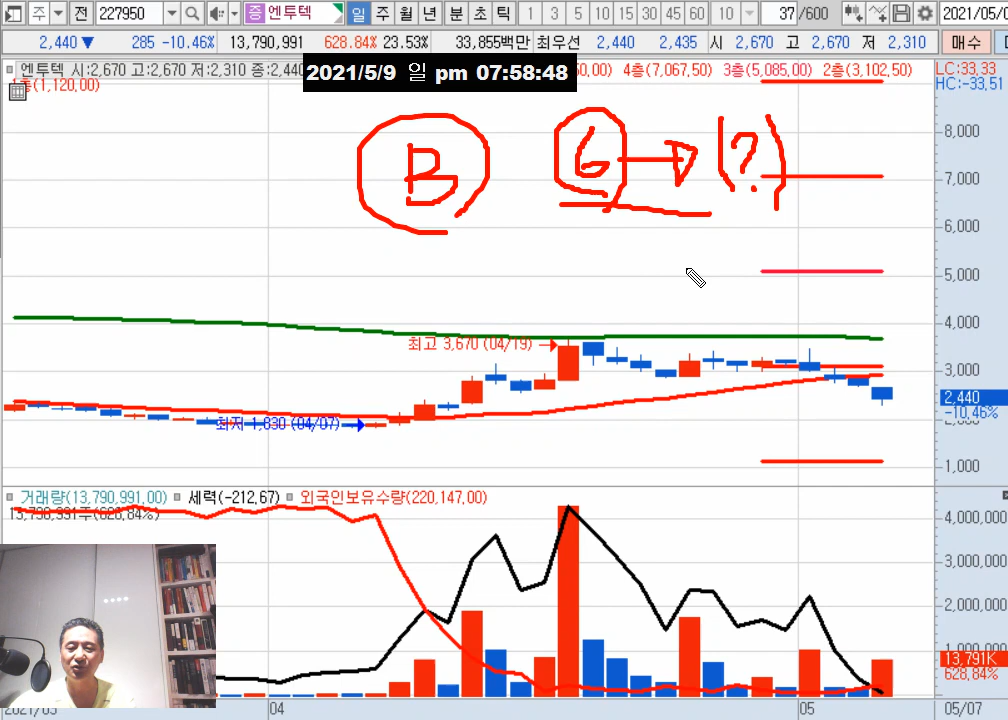 주 전 227950 증 엔투텍 일 주 월 년 분 초 틱 1 3 5 10 15 30 45 60 10 37 /600 2021/05/0
2,440 ▼ 285 -10.46% 13,790,991 628.84% 23.53% 33,855백만 최우선 2,440 2,435 시 2,670 고 2,670 저 2,310 매수
엔투텍 시:2,670 고:2,670 저:2,310 종:2,440 4층(7,067.50) 3층(5,085.00) 2층(3,102.50) LC:33.33
층(1,120.00) HC:-33.51
2021/5/9 일 pm 07:58:48
B G (?)
8,000
7,000
6,000
5,000
4,000
최고 3,670 (04/19)
3,000
2,440
-10.46%
최저 1,830 (04/07)
1,000
거래량(13,790,991.00) 세력(-212.67) 외국인보유수량(220,147.00)
13,790,991주(628.84%)
4,000,000
3,000,000
2,000,000
13,791K
628.84%
2021/03 04 05 05/07